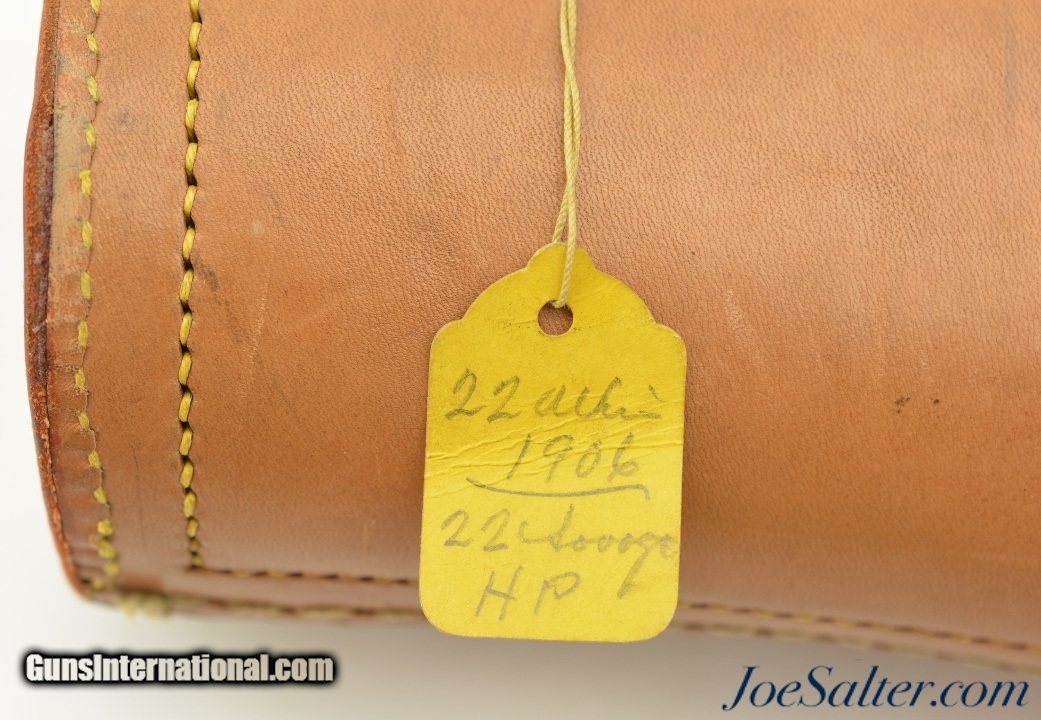 22
1906
22 Savage
HP
GunsInternational.com
JoeSalter.com